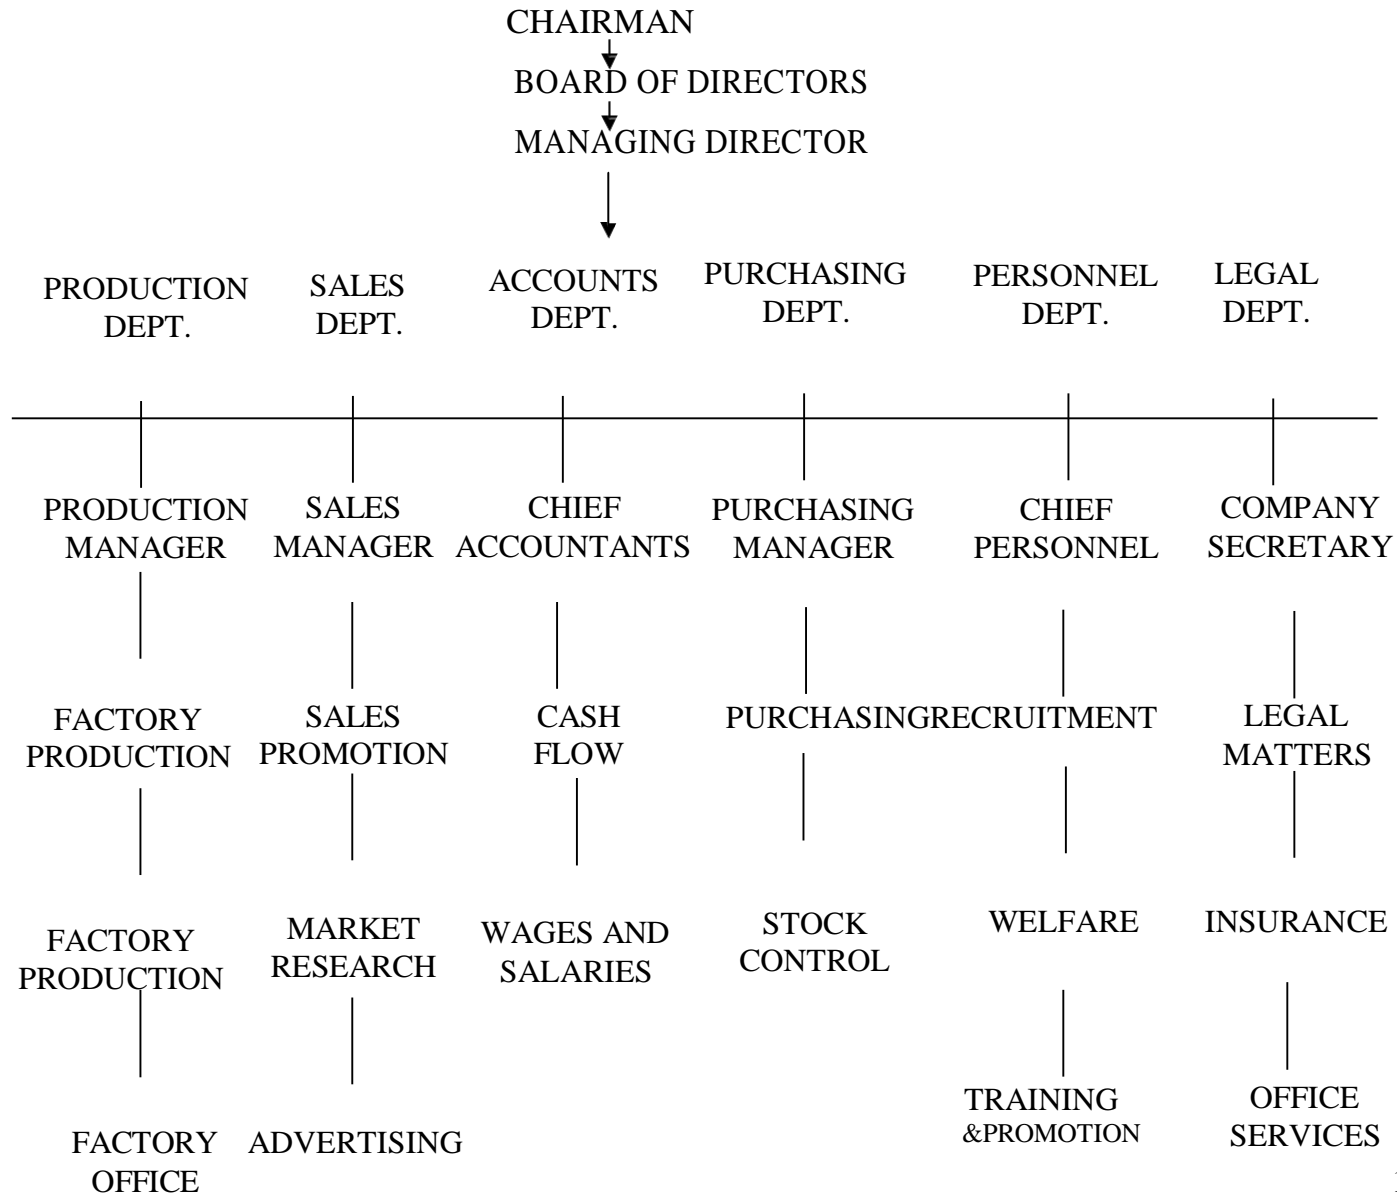 CHAIRMAN
BOARD OF DIRECTORS
MANAGING DIRECTOR
PRODUCTION
DEPT.
SALES
DEPT.
ACCOUNTS
DEPT.
PURCHASING
DEPT.
PERSONNEL
DEPT.
LEGAL
DEPT.
PRODUCTION
MANAGER
SALES
MANAGER
CHIEF
ACCOUNTANTS
PURCHASING
MANAGER
CHIEF
PERSONNEL
COMPANY
SECRETARY
FACTORY
PRODUCTION
SALES
PROMOTION
CASH
FLOW
PURCHASING
RECRUITMENT
LEGAL
MATTERS
FACTORY
PRODUCTION
MARKET
RESEARCH
WAGES AND
SALARIES
STOCK
CONTROL
WELFARE
INSURANCE
FACTORY
OFFICE
ADVERTISING
TRAINING
&PROMOTION
OFFICE
SERVICES